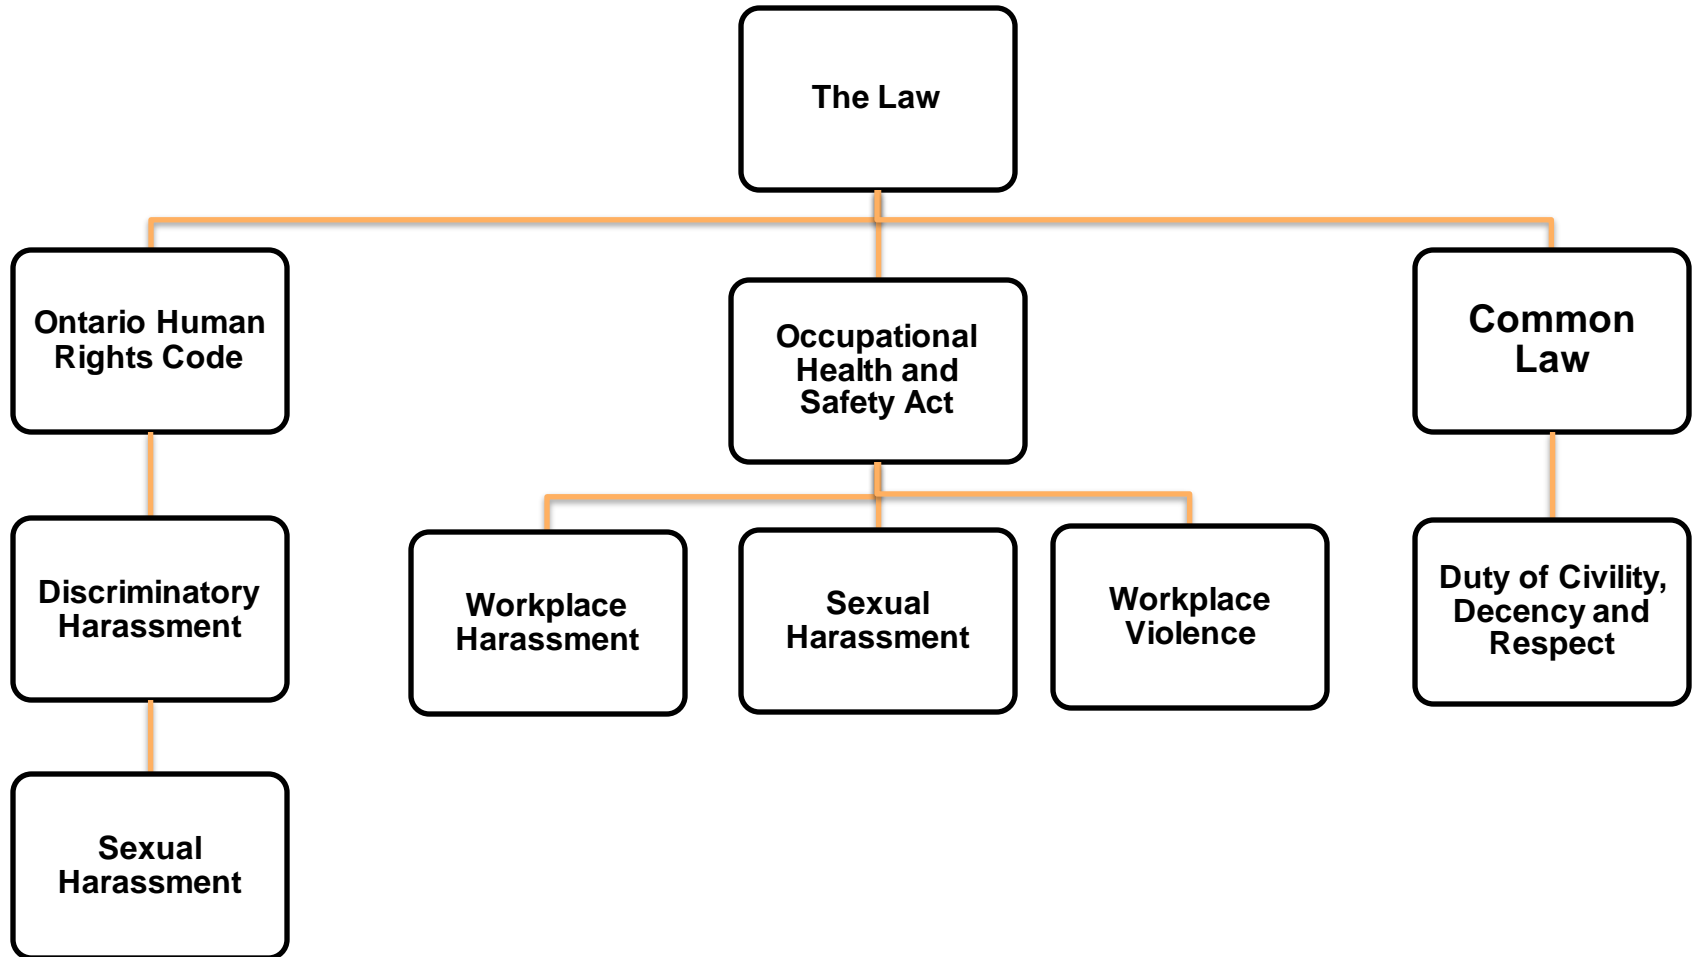 The Law
Ontario Human
Rights Code
Occupational
Health and
Safety Act
Common
Law
Discriminatory
Harassment
Workplace
Harassment
Sexual
Harassment
Workplace
Violence
Duty of Civility,
Decency and
Respect
Sexual
Harassment